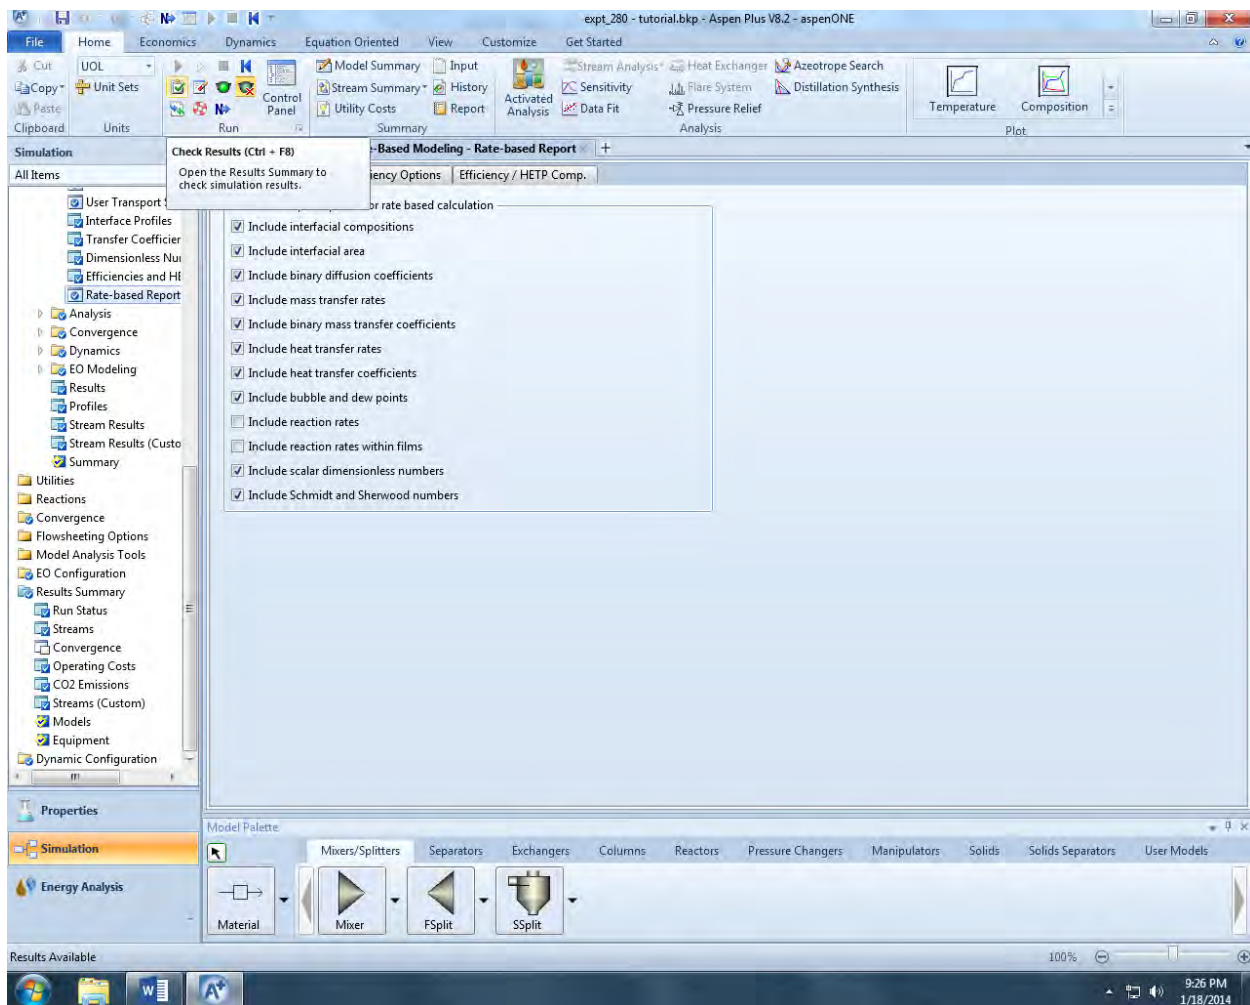 expt_280 - tutorial.bkp - Aspen Plus V8.2 - aspenONE
File Home Economics Dynamics Equation Oriented View Customize Get Started
Cut UOL Model Summary Input Stream Analysis Heat Exchanger Azeotrope Search
Copy Unit Sets Stream Summary History Sensitivity Flare System Distillation Synthesis
Paste Control Panel Utility Costs Report Activated Analysis Data Fit Pressure Relief Temperature Composition
Clipboard Units Run Summary Analysis Plot
Simulation Check Results (Ctrl + F8) -Based Modeling - Rate-based Report +
All Items Open the Results Summary to iency Options Efficiency / HETP Comp.
check simulation results.
User Transport or rate based calculation
Interface Profiles Include interfacial compositions
Transfer Coefficier
Dimensionless Nu Include interfacial area
Efficiencies and HE Include binary diffusion coefficients
Rate-based Report Include mass transfer rates
Analysis
Convergence Include binary mass transfer coefficients
Dynamics Include heat transfer rates
EO Modeling Include heat transfer coefficients
Results
Profiles Include bubble and dew points
Stream Results Include reaction rates
Stream Results (Custo Include reaction rates within films
Summary Include scalar dimensionless numbers
Utilities
Reactions Include Schmidt and Sherwood numbers
Convergence
Flowsheeting Options
Model Analysis Tools
EO Configuration
Results Summary
Run Status
Streams
Convergence
Operating Costs
CO2 Emissions
Streams (Custom)
Models
Equipment
Dynamic Configuration
Properties
Model Palette
Simulation Mixers/Splitters Separators Exchangers Columns Reactors Pressure Changers Manipulators Solids Solids Separators User Models
Energy Analysis
Material Mixer FSplit SSplit
Results Available 100%
9:26 PM
1/18/2014